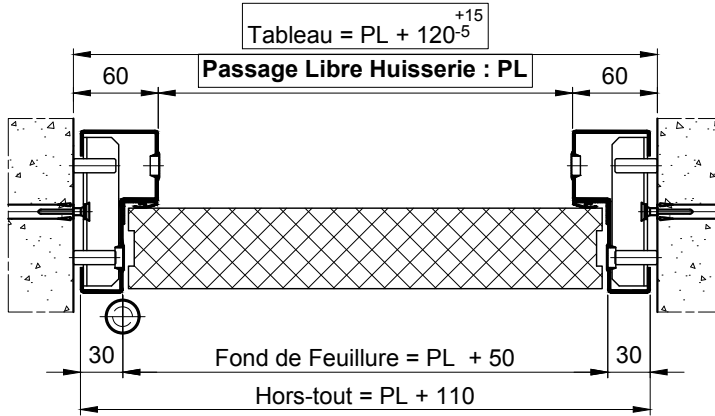 +15
Tableau = PL + 120-5
60
Passage Libre Huisserie : PL
60
30
Fond de Feuillure = PL + 50
30
Hors-tout = PL + 110